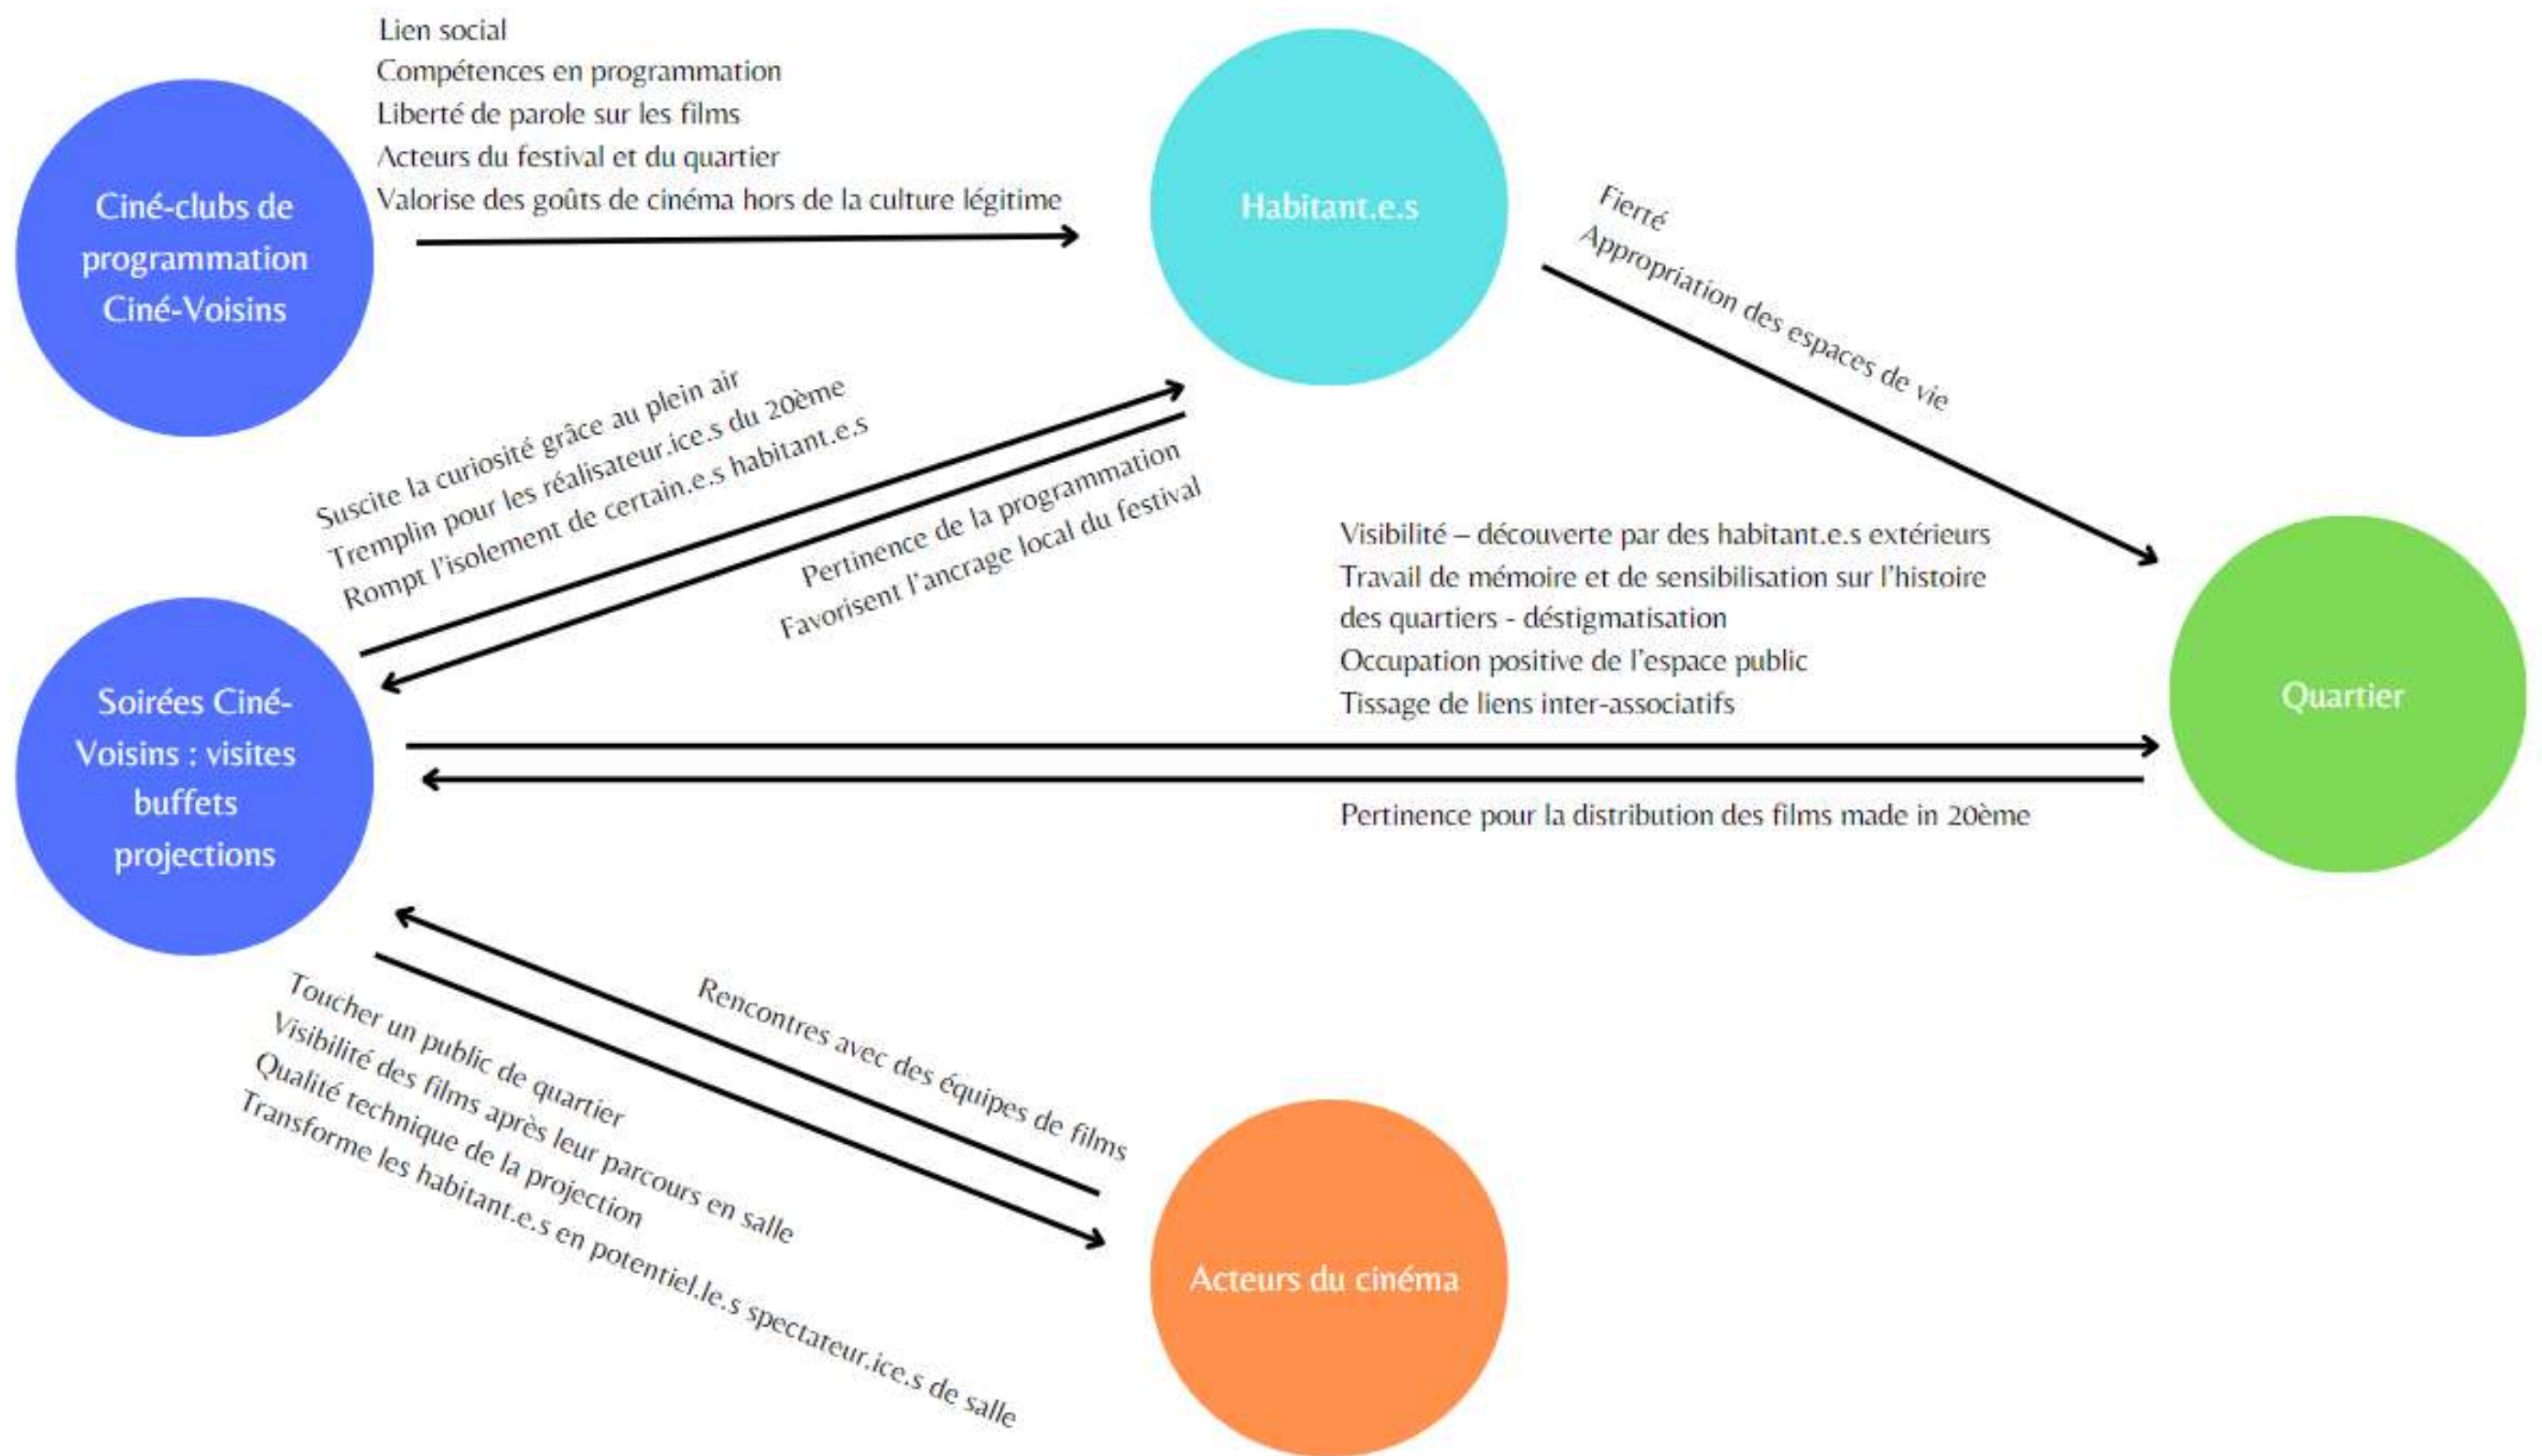 Lien social
Compétences en programmation
Liberté de parole sur les films
Acteurs du festival et du quartier
Valorise des goûts de cinéma hors de la culture légitime
Ciné-clubs de
programmation
Ciné-Voisins
Habitant.e.s
Fierté
Appropriation des espaces de vie
Suscite la curiosité grâce au plein air
Tremplin pour les réalisateur.ice.s du 20ème
Rompt l'isolement de certain.e.s habitant.e.s
Pertinence de la programmation
Favorisent l'ancrage local du festival
Visibilité – découverte par des habitant.e.s extérieurs
Travail de mémoire et de sensibilisation sur l'histoire
des quartiers - déstigmatisation
Occupation positive de l'espace public
Tissage de liens inter-associatifs
Soirées Ciné-
Voisins : visites
buffets
projections
Quartier
Pertinence pour la distribution des films made in 20ème
Rencontres avec des équipes de films
Toucher un public de quartier
Visibilité des films après leur parcours en salle
Qualité technique de la projection
Transforme les habitant.e.s en potentiel.le.s spectateur.ice.s de salle
Acteurs du cinéma